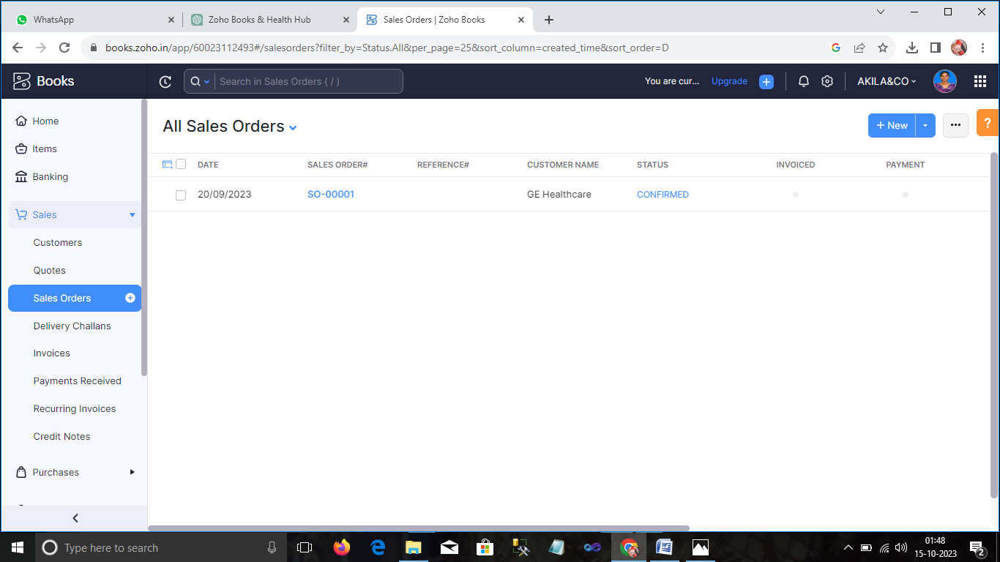 WhatsApp
Zoho Books & Health Hub
Sales Orders | Zoho Books
books.zoho.in/app/60023112493#/salesorders?filter_by=Status.All&per_page=25&sort_column=created_time&sort_order=D
Books
Search in Sales Orders ( / )
You are cur...
Upgrade
AKILA&CO
Home
Items
Banking
Sales
Customers
Quotes
Sales Orders
Delivery Challans
Invoices
Payments Received
Recurring Invoices
Credit Notes
Purchases
All Sales Orders
+ New
?
DATE SALES ORDER# REFERENCE# CUSTOMER NAME STATUS INVOICED PAYMENT
20/09/2023 SO-00001 GE Healthcare CONFIRMED
Type here to search
01:48
15-10-2023
2